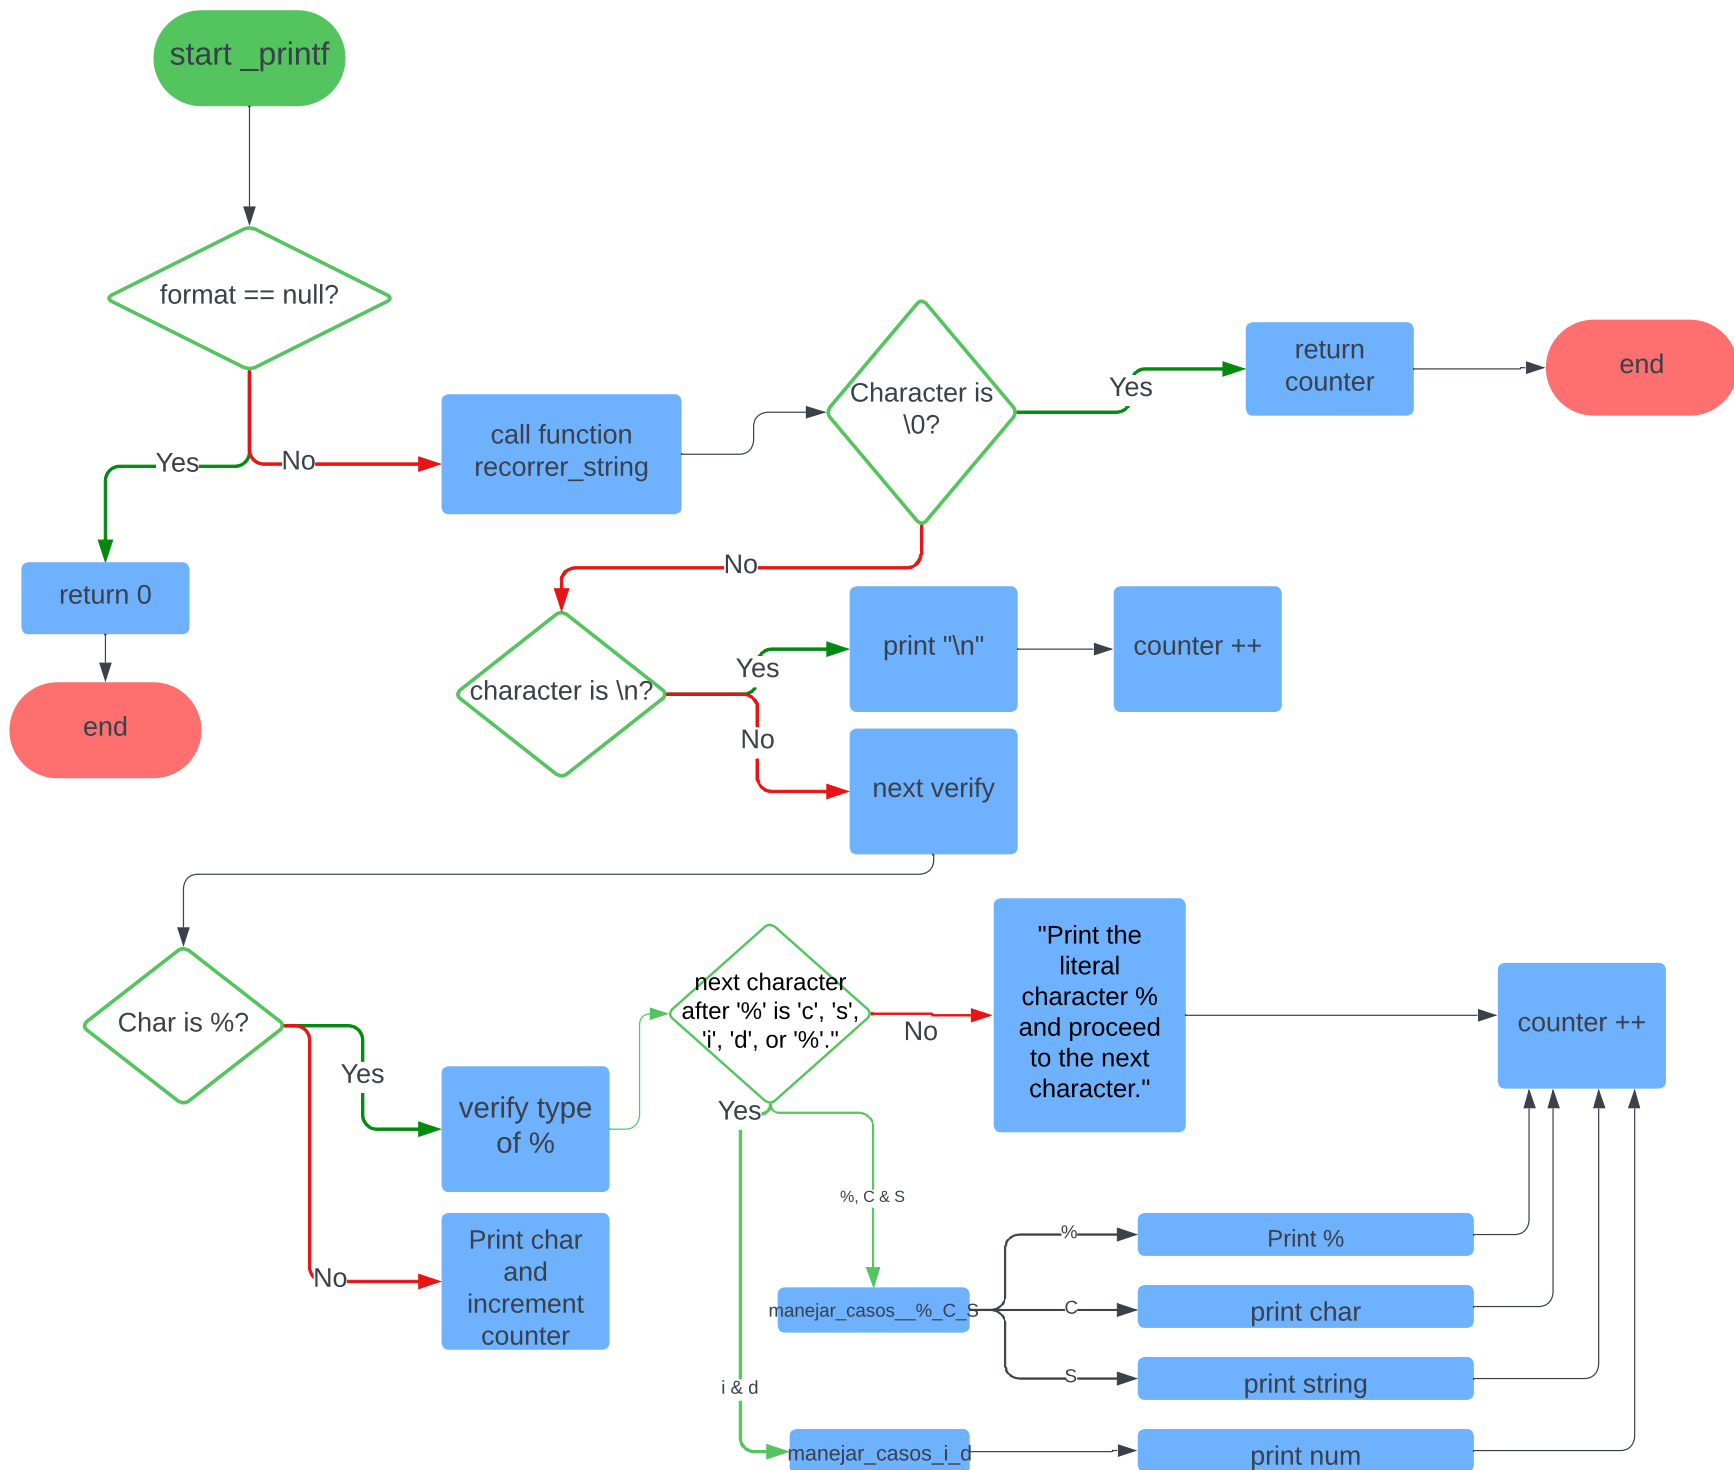 start _printf
format == null?
Yes
No
return 0
end
call function
recorrer_string
Character is
\0?
Yes
return
counter
end
No
character is \n?
Yes
print "\n"
counter ++
No
next verify
Char is %?
Yes
No
verify type
of %
Print char
and
increment
counter
next character
after '%' is 'c', 's',
'i', 'd', or '%'."
No
"Print the
literal
character %
and proceed
to the next
character."
counter ++
Yes
%, C & S
i & d
manejar_casos__%_C_S
%
Print %
C
print char
S
print string
manejar_casos_i_d
print num